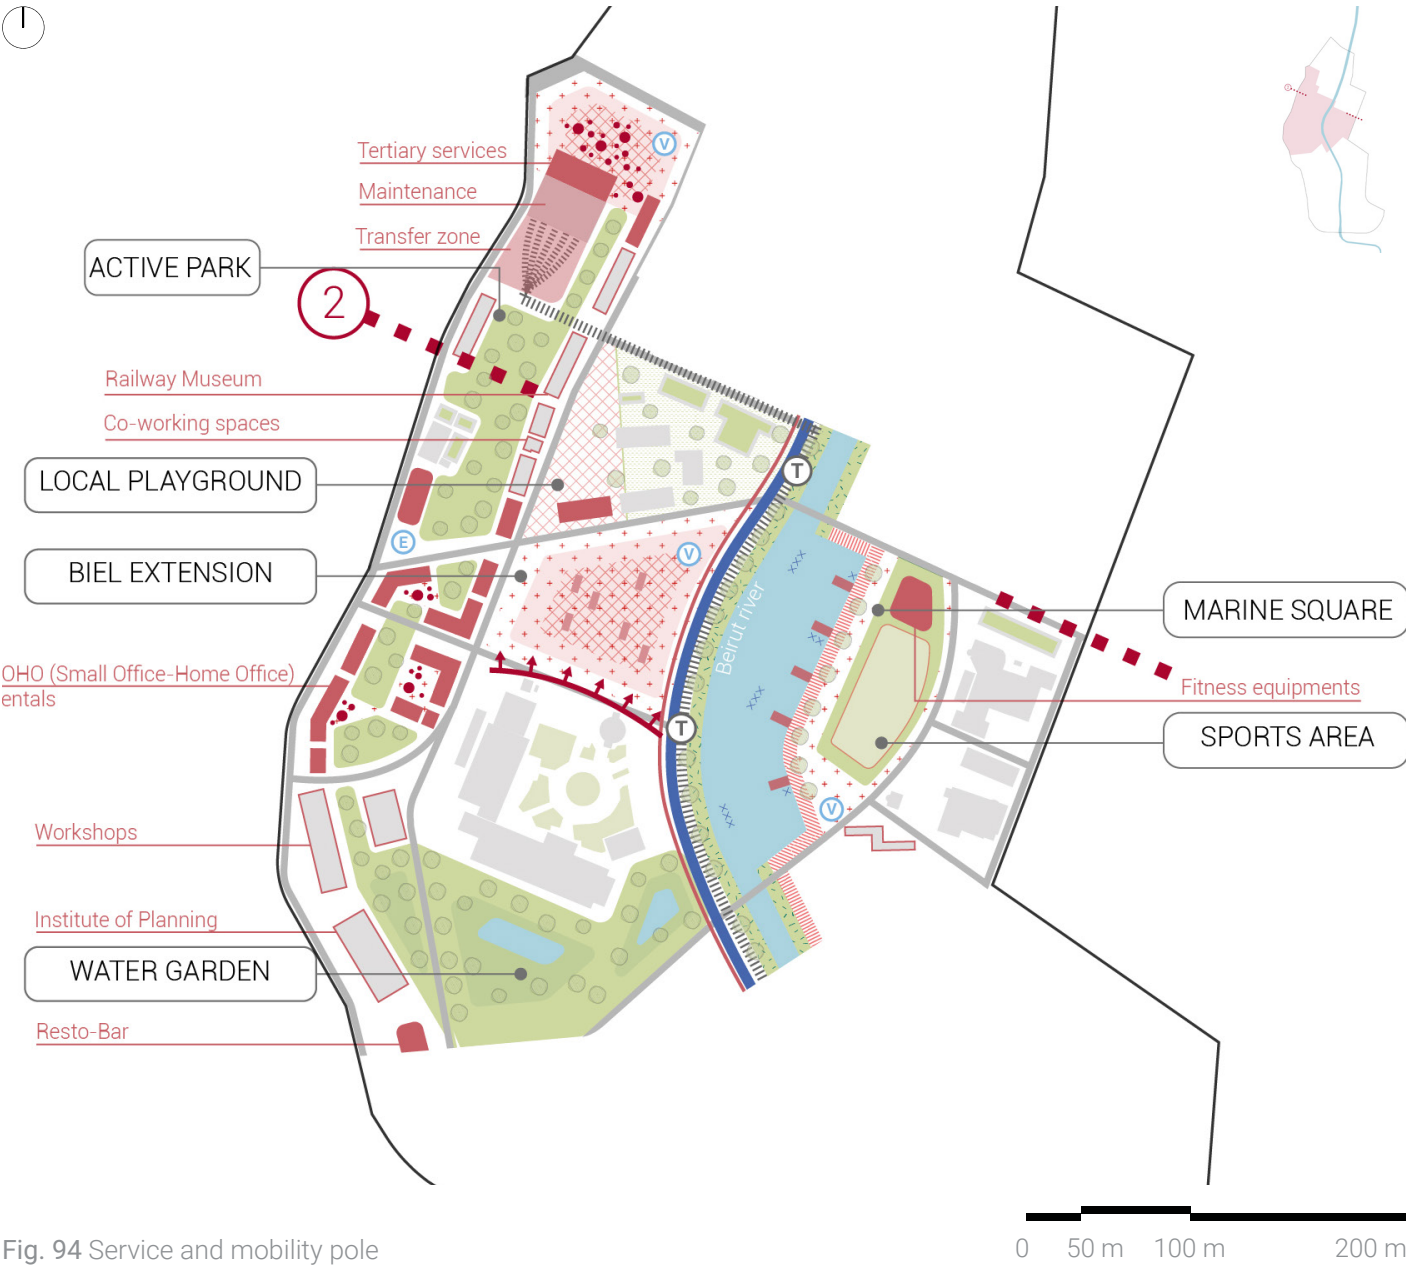 Tertiary services
Maintenance
Transfer zone
ACTIVE PARK
2
Railway Museum
Co-working spaces
LOCAL PLAYGROUND
BIEL EXTENSION
OHO (Small Office-Home Office)
entals
Workshops
Institute of Planning
WATER GARDEN
Resto-Bar
V
E
V
T
T
V
Beirut river
MARINE SQUARE
Fitness equipments
SPORTS AREA
Fig. 94 Service and mobility pole
0 50 m 100 m 200 m